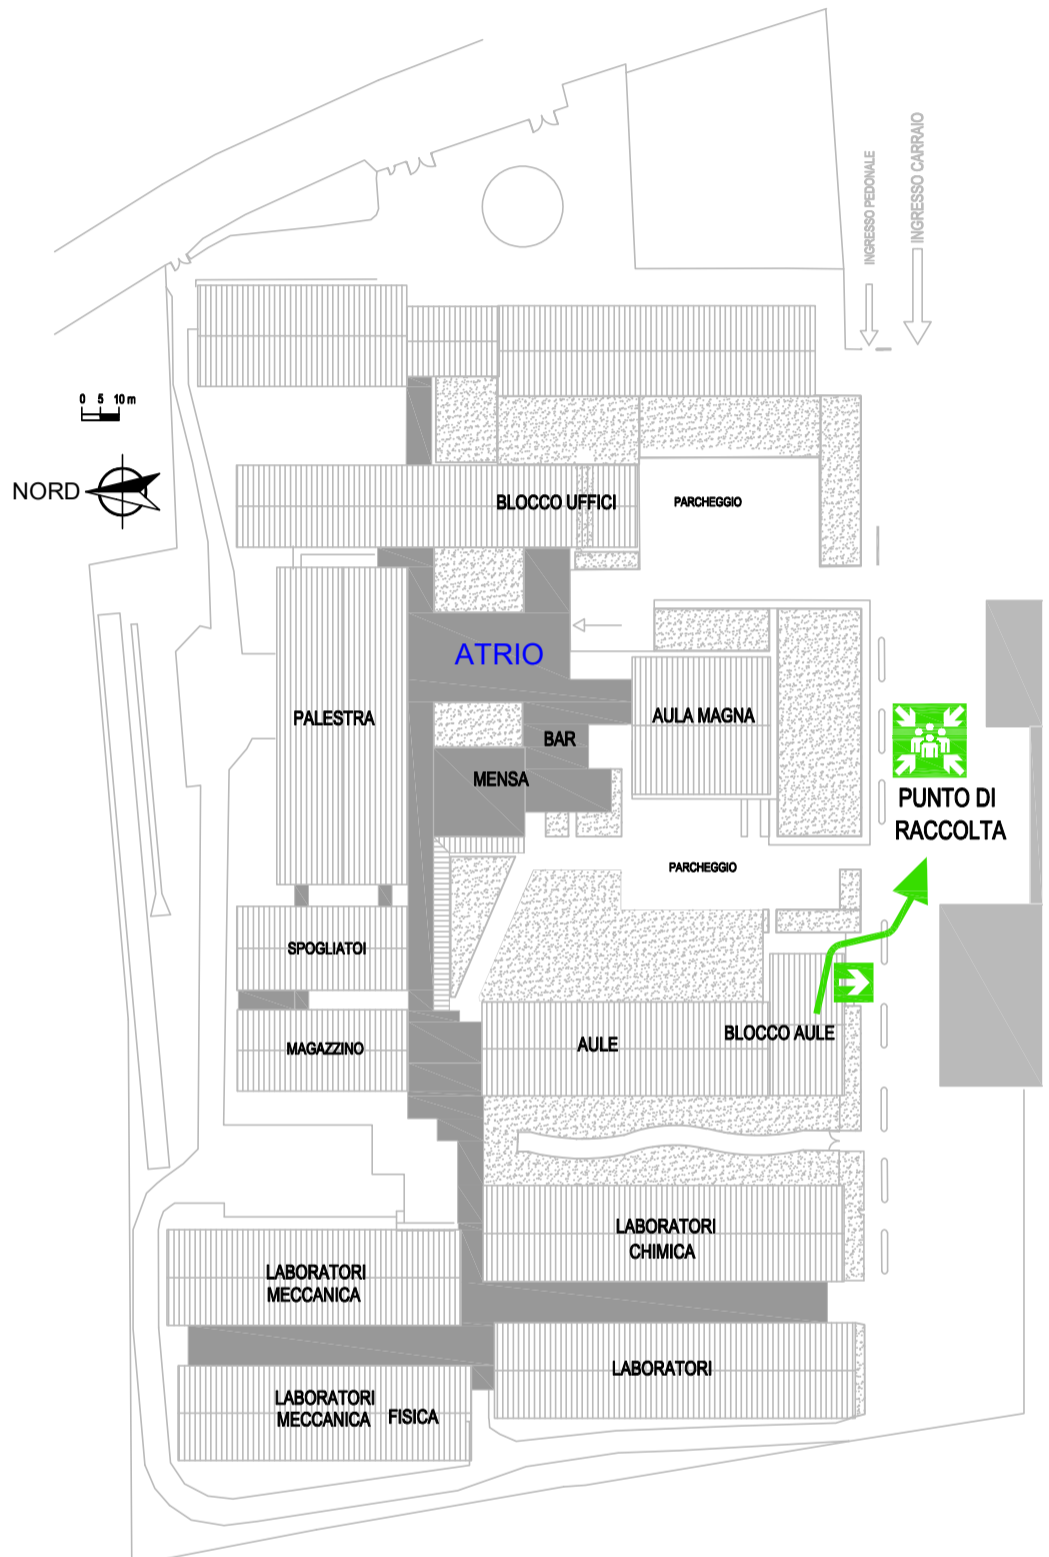 INGRESSO PEDONALE
INGRESSO CARRAIO
0 5 10 m
NORD
BLOCCO UFFICI
PARCHEGGIO
ATRIO
PALESTRA
AULA MAGNA
BAR
MENSA
PUNTO DI
RACCOLTA
PARCHEGGIO
SPOGLIATOI
BLOCCO AULE
AULE
MAGAZZINO
LABORATORI
CHIMICA
LABORATORI
MECCANICA
LABORATORI
LABORATORI
MECCANICA FISICA